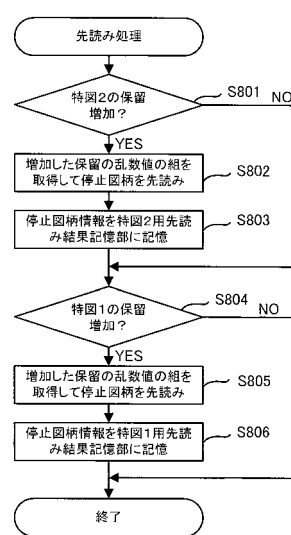 先読み処理
特図2の保留
増加?
S801
NO
YES
増加した保留の乱数値の組を
取得して停止図柄を先読み
S802
停止図柄情報を特図2用先読
み結果記憶部に記憶
S803
特図1の保留
増加?
S804
NO
YES
増加した保留の乱数値の組を
取得して停止図柄を先読み
S805
停止図柄情報を特図1用先読
み結果記憶部に記憶
S806
終了